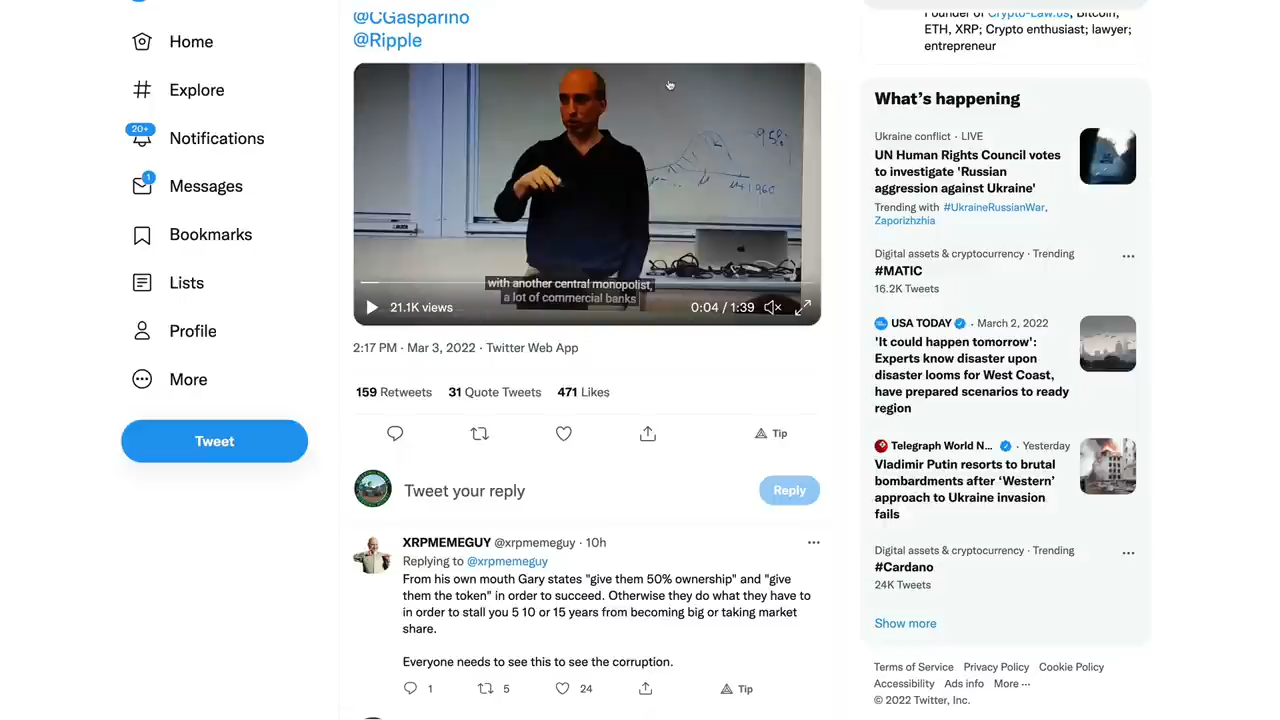 Home
Explore
20+
Notifications
1
Messages
Bookmarks
Lists
Profile
More
Tweet
@CGasparino
@Ripple
95%
1960
with another central monopolist,
a lot of commercial banks
21.1K views
0:04 / 1:39
2:17 PM · Mar 3, 2022 · Twitter Web App
159 Retweets 31 Quote Tweets 471 Likes
Tip
Tweet your reply
Reply
XRPMEMEGUY @xrpmemeguy · 10h
Replying to @xrpmemeguy
From his own mouth Gary states "give them 50% ownership" and "give
them the token" in order to succeed. Otherwise they do what they have to
in order to stall you 5 10 or 15 years from becoming big or taking market
share.
Everyone needs to see this to see the corruption.
1 5 24 Tip
Founder of Crypto-Law.us; Bitcoin,
ETH, XRP; Crypto enthusiast; lawyer;
entrepreneur
What's happening
Ukraine conflict · LIVE
UN Human Rights Council votes
to investigate 'Russian
aggression against Ukraine'
Trending with #UkraineRussianWar,
Zaporizhzhia
Digital assets & cryptocurrency · Trending
#MATIC
16.2K Tweets
USA TODAY · March 2, 2022
'It could happen tomorrow':
Experts know disaster upon
disaster looms for West Coast,
have prepared scenarios to ready
region
Telegraph World N... · Yesterday
Vladimir Putin resorts to brutal
bombardments after ‘Western’
approach to Ukraine invasion
fails
Digital assets & cryptocurrency · Trending
#Cardano
24K Tweets
Show more
Terms of Service Privacy Policy Cookie Policy
Accessibility Ads info More ···
© 2022 Twitter, Inc.